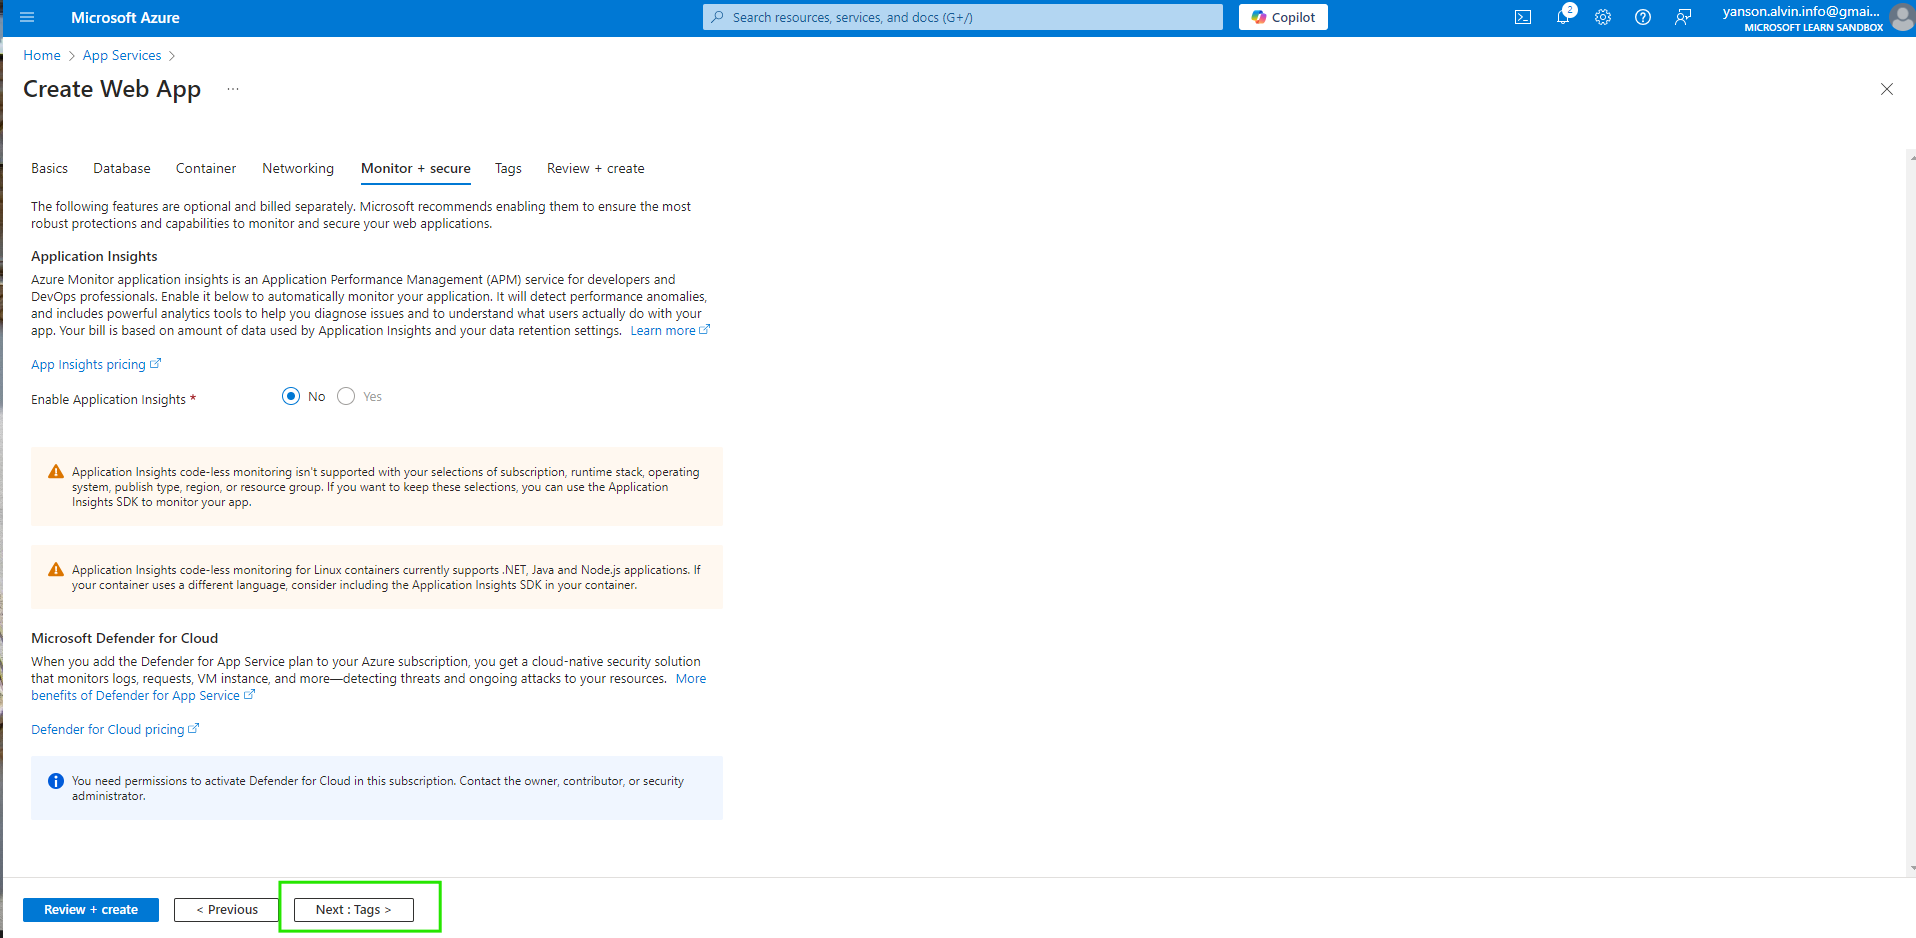 Microsoft Azure
Search resources, services, and docs (G+/)
Copilot
2
yanson.alvin.info@gmai...
MICROSOFT LEARN SANDBOX
Home > App Services >
Create Web App ...
Basics Database Container Networking Monitor + secure Tags Review + create
The following features are optional and billed separately. Microsoft recommends enabling them to ensure the most
robust protections and capabilities to monitor and secure your web applications.
Application Insights
Azure Monitor application insights is an Application Performance Management (APM) service for developers and
DevOps professionals. Enable it below to automatically monitor your application. It will detect performance anomalies,
and includes powerful analytics tools to help you diagnose issues and to understand what users actually do with your
app. Your bill is based on amount of data used by Application Insights and your data retention settings. Learn more
App Insights pricing
Enable Application Insights * No Yes
Application Insights code-less monitoring isn't supported with your selections of subscription, runtime stack, operating
system, publish type, region, or resource group. If you want to keep these selections, you can use the Application
Insights SDK to monitor your app.
Application Insights code-less monitoring for Linux containers currently supports .NET, Java and Node.js applications. If
your container uses a different language, consider including the Application Insights SDK in your container.
Microsoft Defender for Cloud
When you add the Defender for App Service plan to your Azure subscription, you get a cloud-native security solution
that monitors logs, requests, VM instance, and more—detecting threats and ongoing attacks to your resources. More
benefits of Defender for App Service
Defender for Cloud pricing
You need permissions to activate Defender for Cloud in this subscription. Contact the owner, contributor, or security
administrator.
Review + create < Previous Next : Tags >